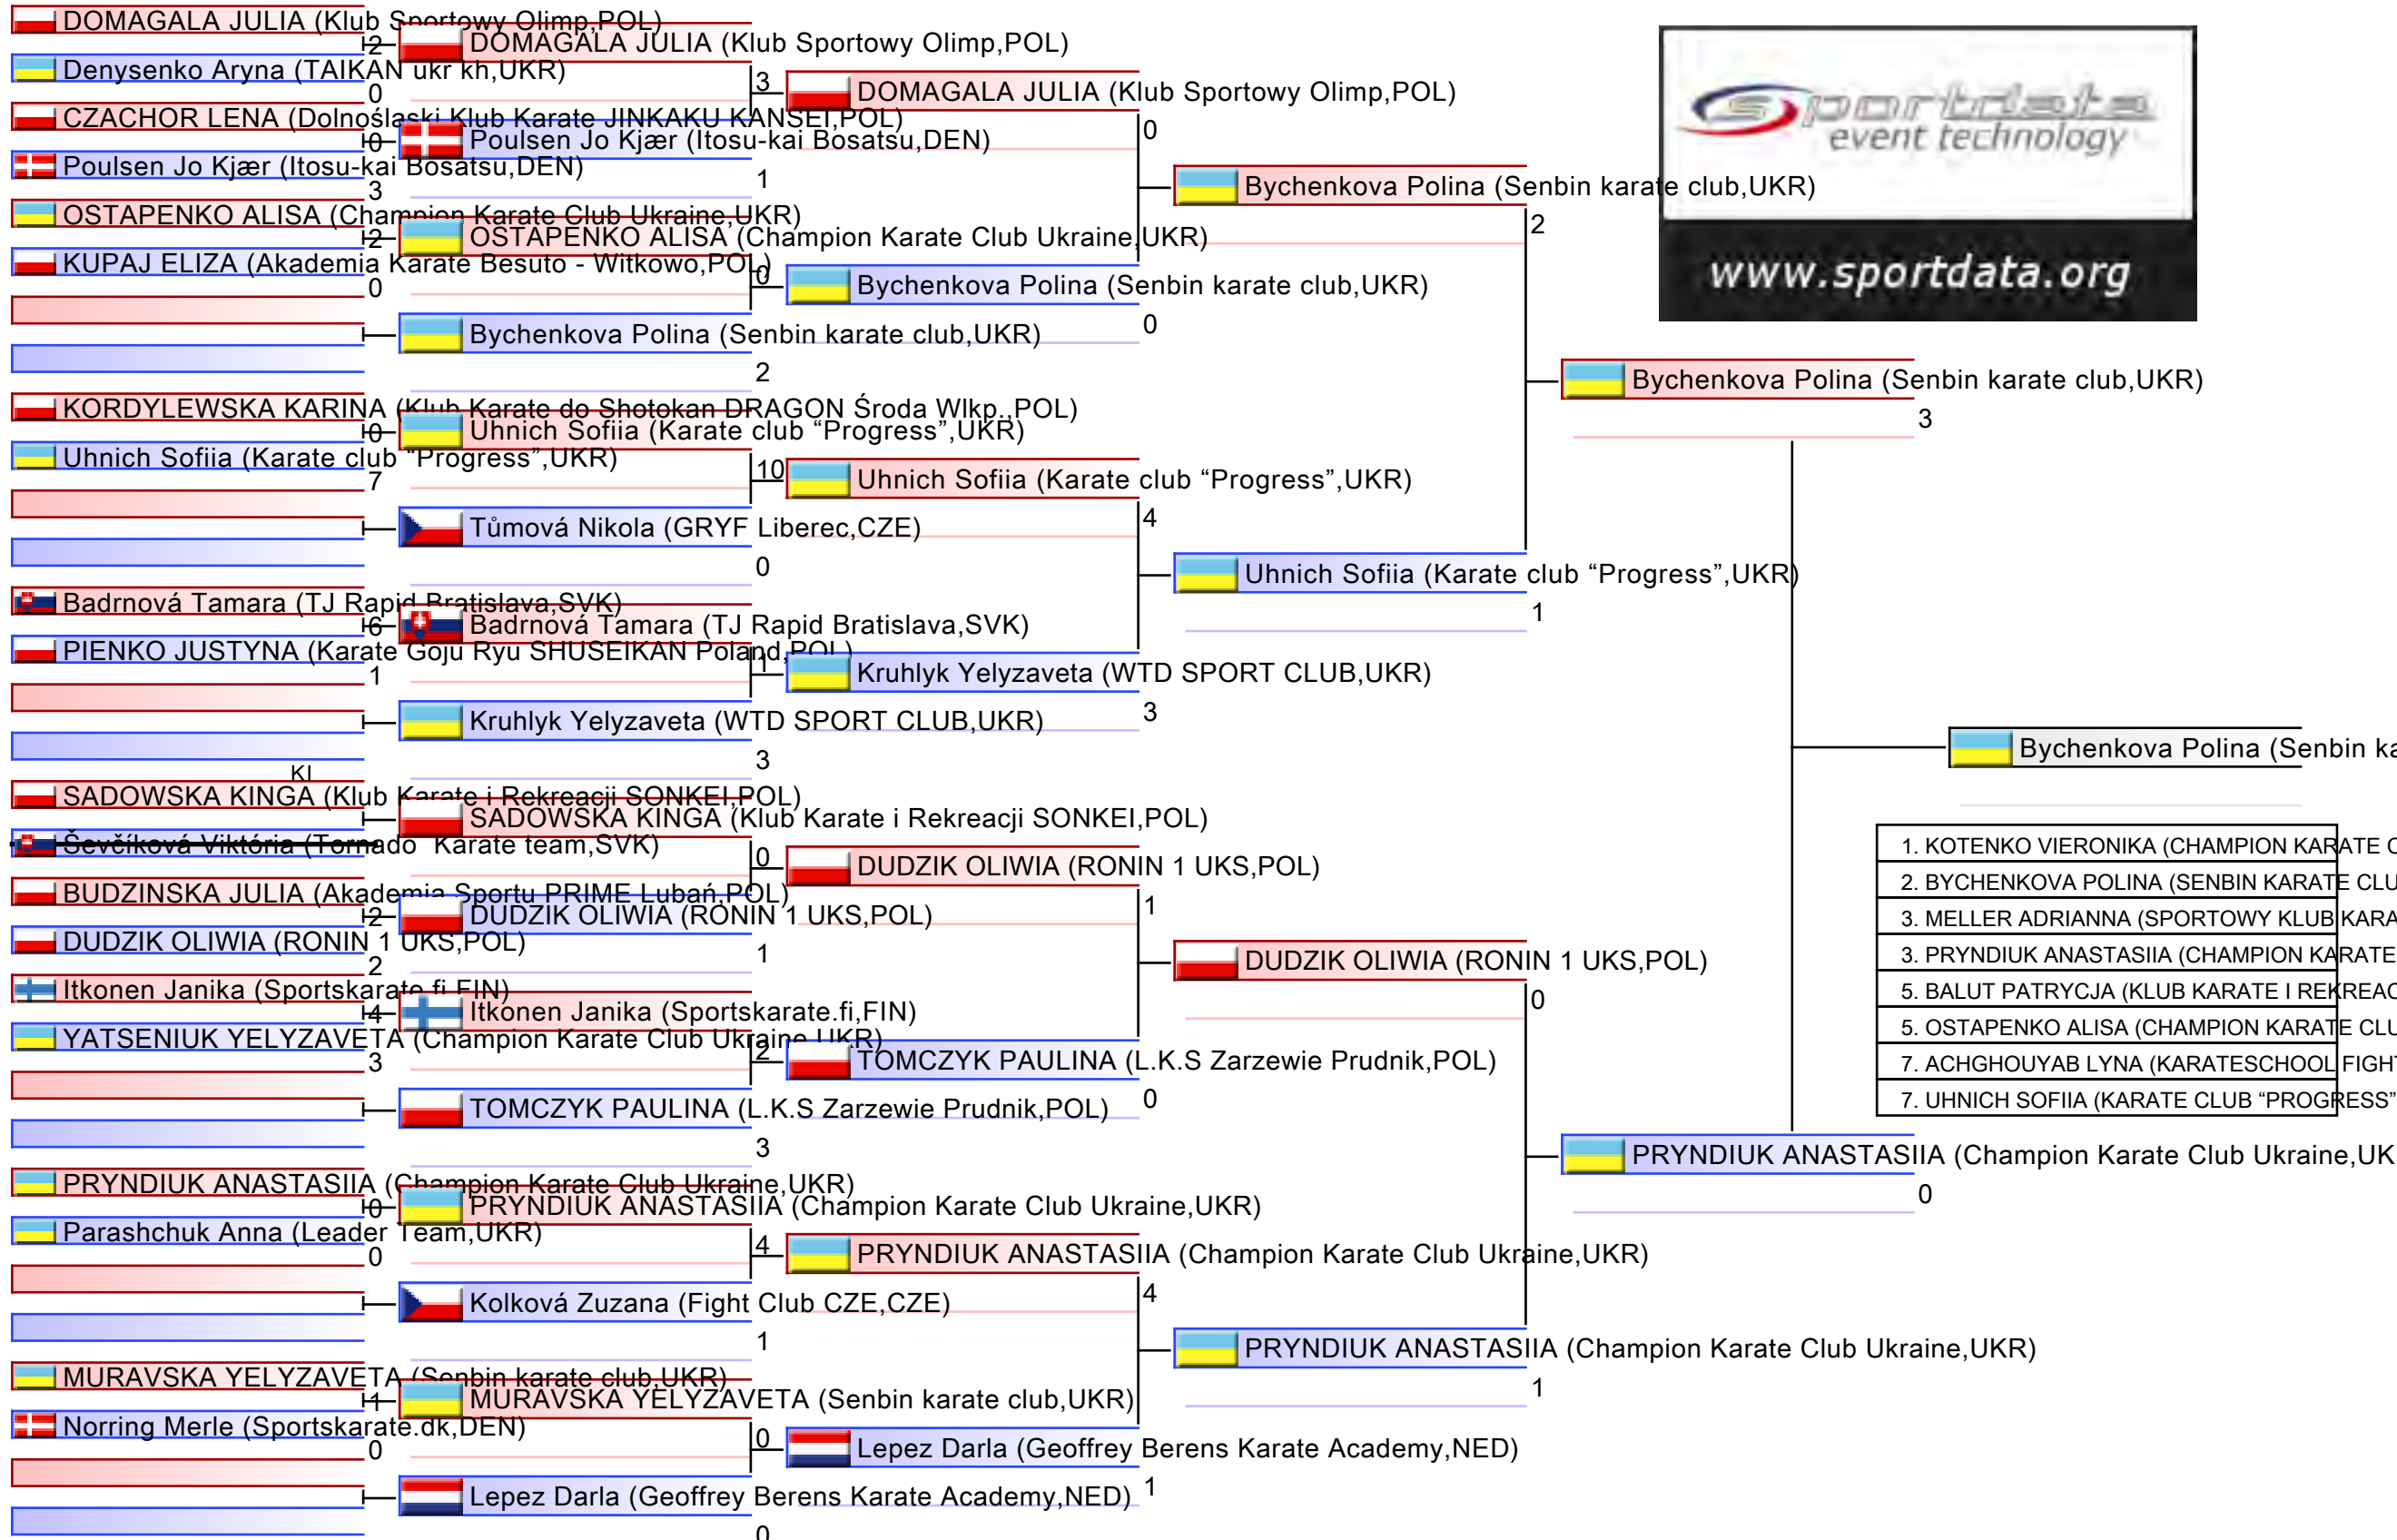 DOMAGALA JULIA (Klub Sportowy Olimp,POL)
2
Denysenko Aryna (TAIKAN ukr kh,UKR)
0
CZACHOR LENA (Dolnośląski Klub Karate JINKAKU KANSEI,POL)
0
Poulsen Jo Kjær (Itosu-kai Bosatsu,DEN)
3
OSTAPENKO ALISA (Champion Karate Club Ukraine,UKR)
2
KUPAJ ELIZA (Akademia Karate Besuto - Witkowo,POL)
0
KORDYLEWSKA KARINA (Klub Karate do Shotokan DRAGON Środa Wlkp.,POL)
0
Uhnich Sofiia (Karate club “Progress”,UKR)
7
Badrnová Tamara (TJ Rapid Bratislava,SVK)
6
PIENKO JUSTYNA (Karate Goju Ryu SHUSEIKAN Poland,POL)
1
KI
SADOWSKA KINGA (Klub Karate i Rekreacji SONKEI,POL)
Ševčíková Viktória (Tornado Karate team,SVK)
BUDZINSKA JULIA (Akademia Sportu PRIME Lubań,POL)
2
DUDZIK OLIWIA (RONIN 1 UKS,POL)
2
Itkonen Janika (Sportskarate.fi,FIN)
4
YATSENIUK YELYZAVETA (Champion Karate Club Ukraine,UKR)
3
PRYNDIUK ANASTASIIA (Champion Karate Club Ukraine,UKR)
0
Parashchuk Anna (Leader Team,UKR)
0
MURAVSKA YELYZAVETA (Senbin karate club,UKR)
1
Norring Merle (Sportskarate.dk,DEN)
0
DOMAGALA JULIA (Klub Sportowy Olimp,POL)
3
Poulsen Jo Kjær (Itosu-kai Bosatsu,DEN)
1
OSTAPENKO ALISA (Champion Karate Club Ukraine,UKR)
0
Bychenkova Polina (Senbin karate club,UKR)
2
Uhnich Sofiia (Karate club “Progress”,UKR)
10
Tůmová Nikola (GRYF Liberec,CZE)
0
Badrnová Tamara (TJ Rapid Bratislava,SVK)
1
Kruhlyk Yelyzaveta (WTD SPORT CLUB,UKR)
3
SADOWSKA KINGA (Klub Karate i Rekreacji SONKEI,POL)
0
DUDZIK OLIWIA (RONIN 1 UKS,POL)
1
Itkonen Janika (Sportskarate.fi,FIN)
2
TOMCZYK PAULINA (L.K.S Zarzewie Prudnik,POL)
3
PRYNDIUK ANASTASIIA (Champion Karate Club Ukraine,UKR)
4
Kolková Zuzana (Fight Club CZE,CZE)
1
MURAVSKA YELYZAVETA (Senbin karate club,UKR)
0
Lepez Darla (Geoffrey Berens Karate Academy,NED)
0
DOMAGALA JULIA (Klub Sportowy Olimp,POL)
0
Bychenkova Polina (Senbin karate club,UKR)
0
Uhnich Sofiia (Karate club “Progress”,UKR)
4
Kruhlyk Yelyzaveta (WTD SPORT CLUB,UKR)
3
DUDZIK OLIWIA (RONIN 1 UKS,POL)
1
TOMCZYK PAULINA (L.K.S Zarzewie Prudnik,POL)
0
PRYNDIUK ANASTASIIA (Champion Karate Club Ukraine,UKR)
4
Lepez Darla (Geoffrey Berens Karate Academy,NED)
1
Bychenkova Polina (Senbin karate club,UKR)
2
Uhnich Sofiia (Karate club “Progress”,UKR)
1
DUDZIK OLIWIA (RONIN 1 UKS,POL)
0
PRYNDIUK ANASTASIIA (Champion Karate Club Ukraine,UKR)
1
Bychenkova Polina (Senbin karate club,UKR)
3
PRYNDIUK ANASTASIIA (Champion Karate Club Ukraine,UK
0
sportdata
event technology
www.sportdata.org
Bychenkova Polina (Senbin ka
1. KOTENKO VIERONIKA (CHAMPION KARATE C
2. BYCHENKOVA POLINA (SENBIN KARATE CLU
3. MELLER ADRIANNA (SPORTOWY KLUB KARA
3. PRYNDIUK ANASTASIIA (CHAMPION KARATE
5. BALUT PATRYCJA (KLUB KARATE I REKREAC
5. OSTAPENKO ALISA (CHAMPION KARATE CLU
7. ACHGHOUYAB LYNA (KARATESCHOOL FIGHT
7. UHNICH SOFIIA (KARATE CLUB “PROGRESS”